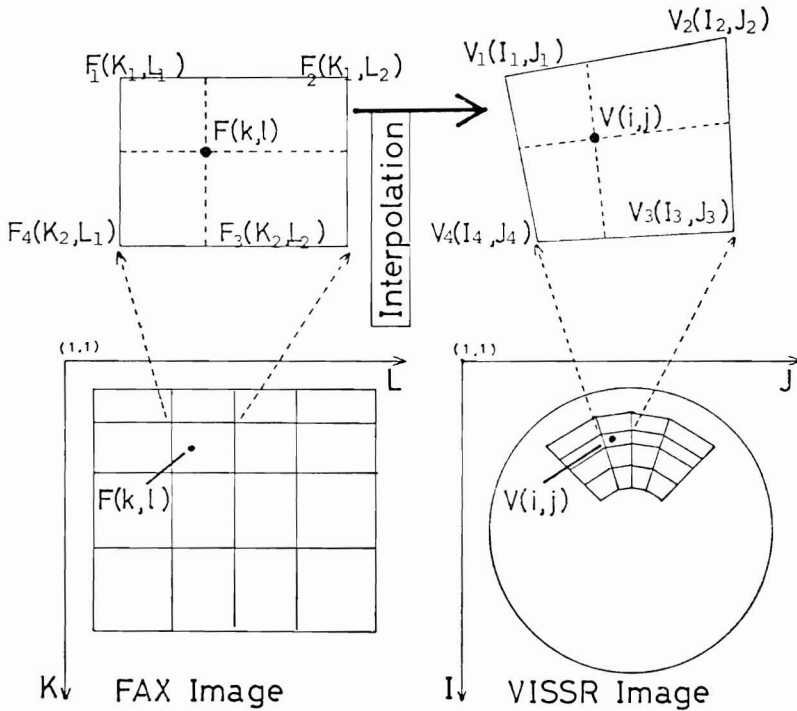 F₁(K₁,L₁)
F₂(K₁,L₂)
V₁(I₁,J₁)
V₂(I₂,J₂)
F(k,l)
V(i,j)
F₄(K₂,L₁)
F₃(K₂,L₂)
Interpolation
V₄(I₄,J₄)
V₃(I₃,J₃)
(1,1)
L
(1,1)
J
F(k,l)
V(i,j)
K
FAX Image
I
VISSR Image